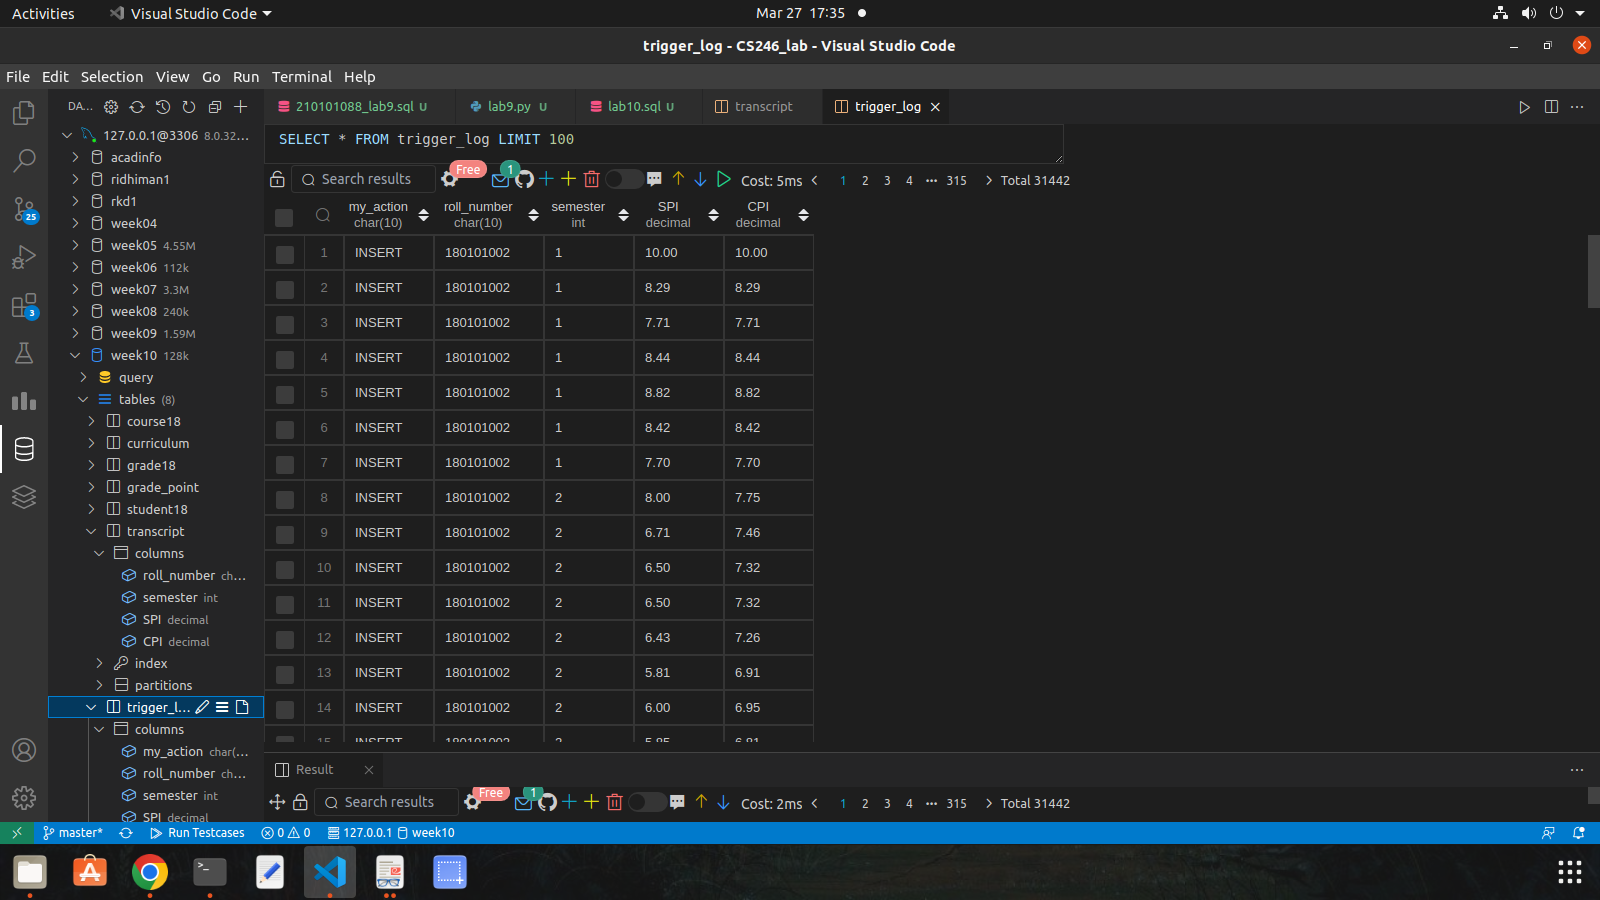 Activities
Visual Studio Code
Mar 27 17:35
trigger_log - CS246_lab - Visual Studio Code
File Edit Selection View Go Run Terminal Help
DA...
210101088_lab9.sql U
lab9.py U
lab10.sql U
transcript
trigger_log
127.0.0.1@3306 8.0.32...
acadinfo
ridhiman1
rkd1
week04
week05 4.55M
week06 112k
week07 3.3M
week08 240k
week09 1.59M
week10 128k
query
tables (8)
course18
curriculum
grade18
grade_point
student18
transcript
columns
roll_number ch...
semester int
SPI decimal
CPI decimal
index
partitions
trigger_l...
columns
my_action char(...
roll_number ch...
semester int
SPI decimal
25
3
SELECT * FROM trigger_log LIMIT 100
Search results
Free
1
Cost: 5ms
1 2 3 4 ••• 315
Total 31442
my_action roll_number semester SPI CPI
char(10) char(10) int decimal decimal
1 INSERT 180101002 1 10.00 10.00
2 INSERT 180101002 1 8.29 8.29
3 INSERT 180101002 1 7.71 7.71
4 INSERT 180101002 1 8.44 8.44
5 INSERT 180101002 1 8.82 8.82
6 INSERT 180101002 1 8.42 8.42
7 INSERT 180101002 1 7.70 7.70
8 INSERT 180101002 2 8.00 7.75
9 INSERT 180101002 2 6.71 7.46
10 INSERT 180101002 2 6.50 7.32
11 INSERT 180101002 2 6.50 7.32
12 INSERT 180101002 2 6.43 7.26
13 INSERT 180101002 2 5.81 6.91
14 INSERT 180101002 2 6.00 6.95
15 INSERT 180101002 2 5.85 6.81
Result
Search results
Free
1
Cost: 2ms
1 2 3 4 ••• 315
Total 31442
master*
Run Testcases
0
0
127.0.0.1
week10